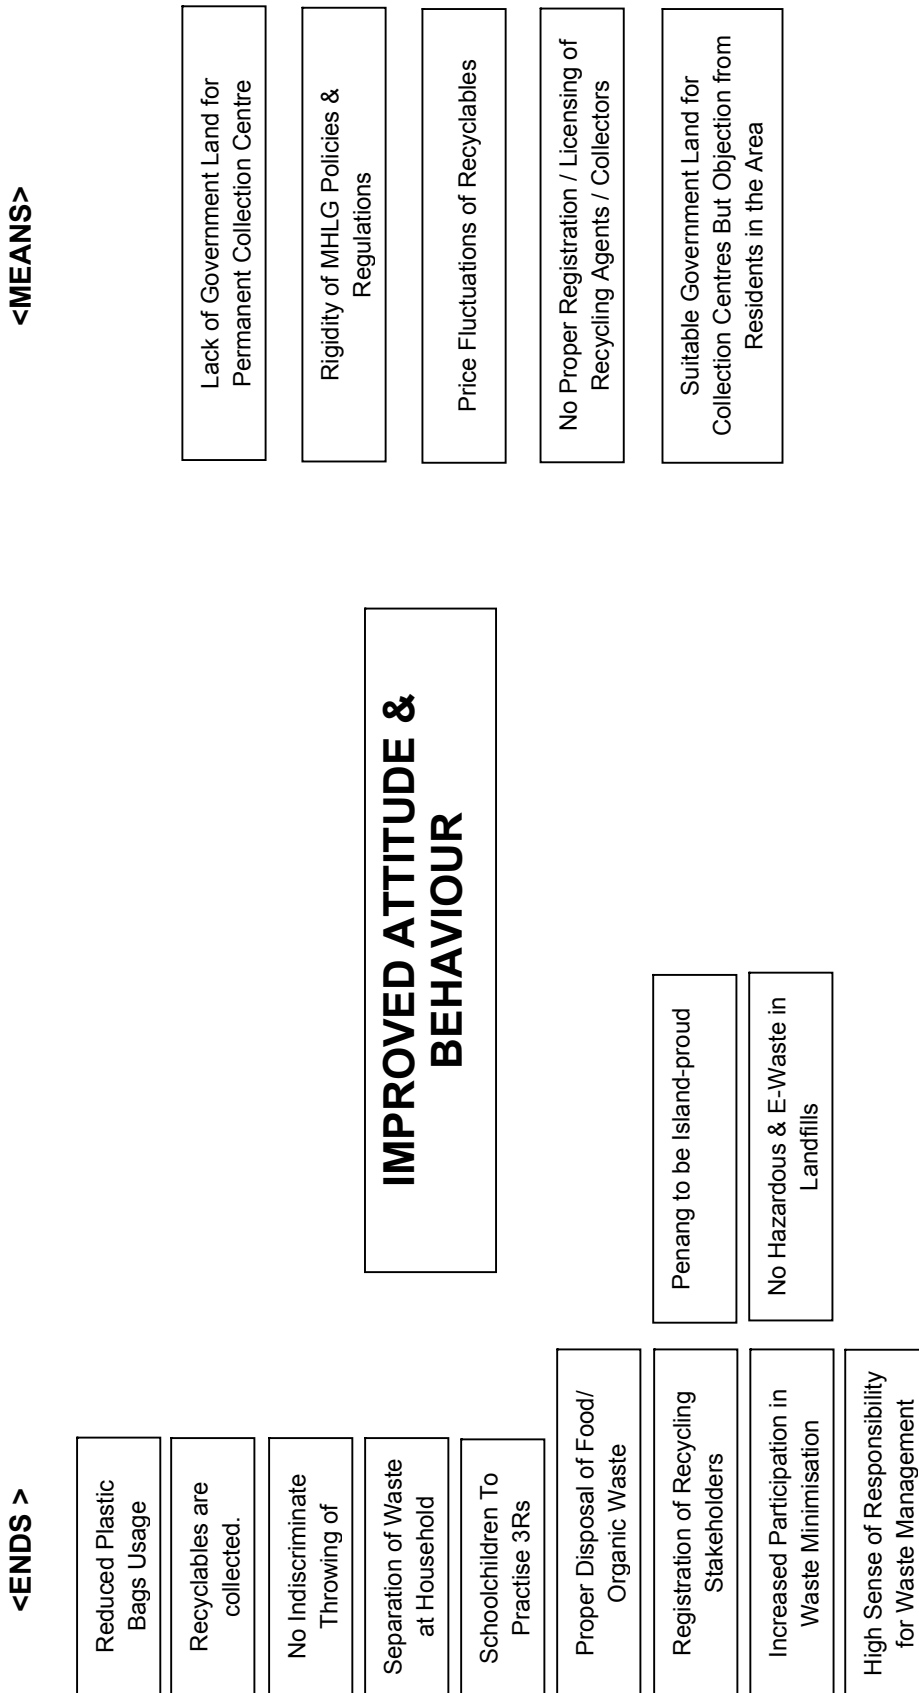 <ENDS >
Reduced Plastic
Bags Usage
Recyclables are
collected.
No Indiscriminate
Throwing of
Separation of Waste
at Household
Schoolchildren To
Practise 3Rs
Proper Disposal of Food/
Organic Waste
Registration of Recycling
Stakeholders
Increased Participation in
Waste Minimisation
High Sense of Responsibility
for Waste Management
Penang to be Island-proud
No Hazardous & E-Waste in
Landfills
IMPROVED ATTITUDE &
BEHAVIOUR
<MEANS>
Lack of Government Land for
Permanent Collection Centre
Rigidity of MHLG Policies &
Regulations
Price Fluctuations of Recyclables
No Proper Registration / Licensing of
Recycling Agents / Collectors
Suitable Government Land for
Collection Centres But Objection from
Residents in the Area